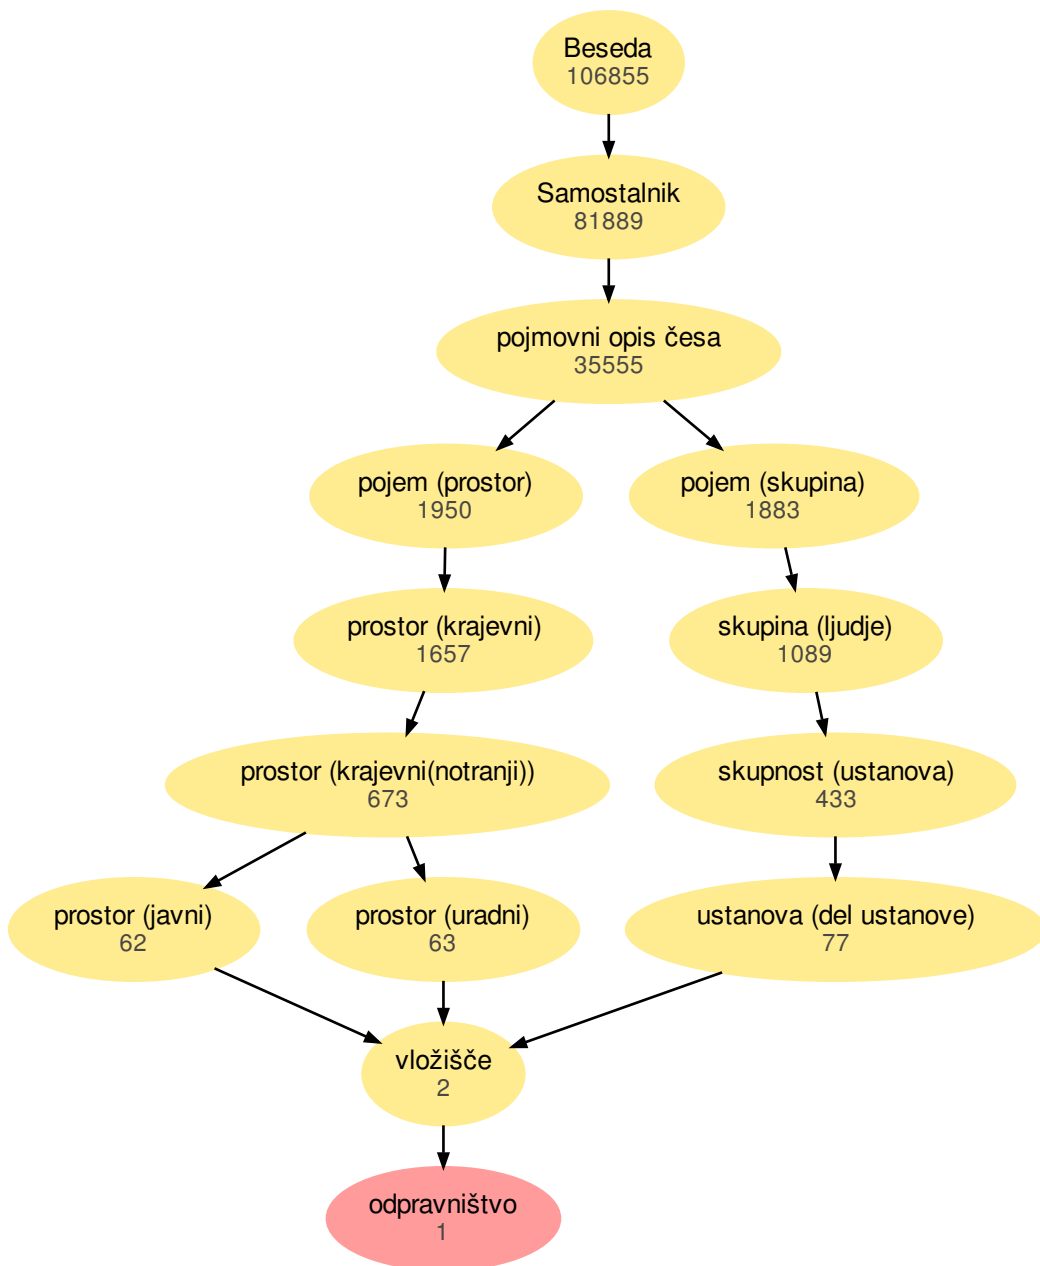 Beseda
106855
Samostalnik
81889
pojmovni opis česa
35555
pojem (prostor)
1950
pojem (skupina)
1883
prostor (krajevni)
1657
skupina (ljudje)
1089
prostor (krajevni(notranji))
673
skupnost (ustanova)
433
prostor (javni)
62
prostor (uradni)
63
ustanova (del ustanove)
77
vložišče
2
odpravništvo
1